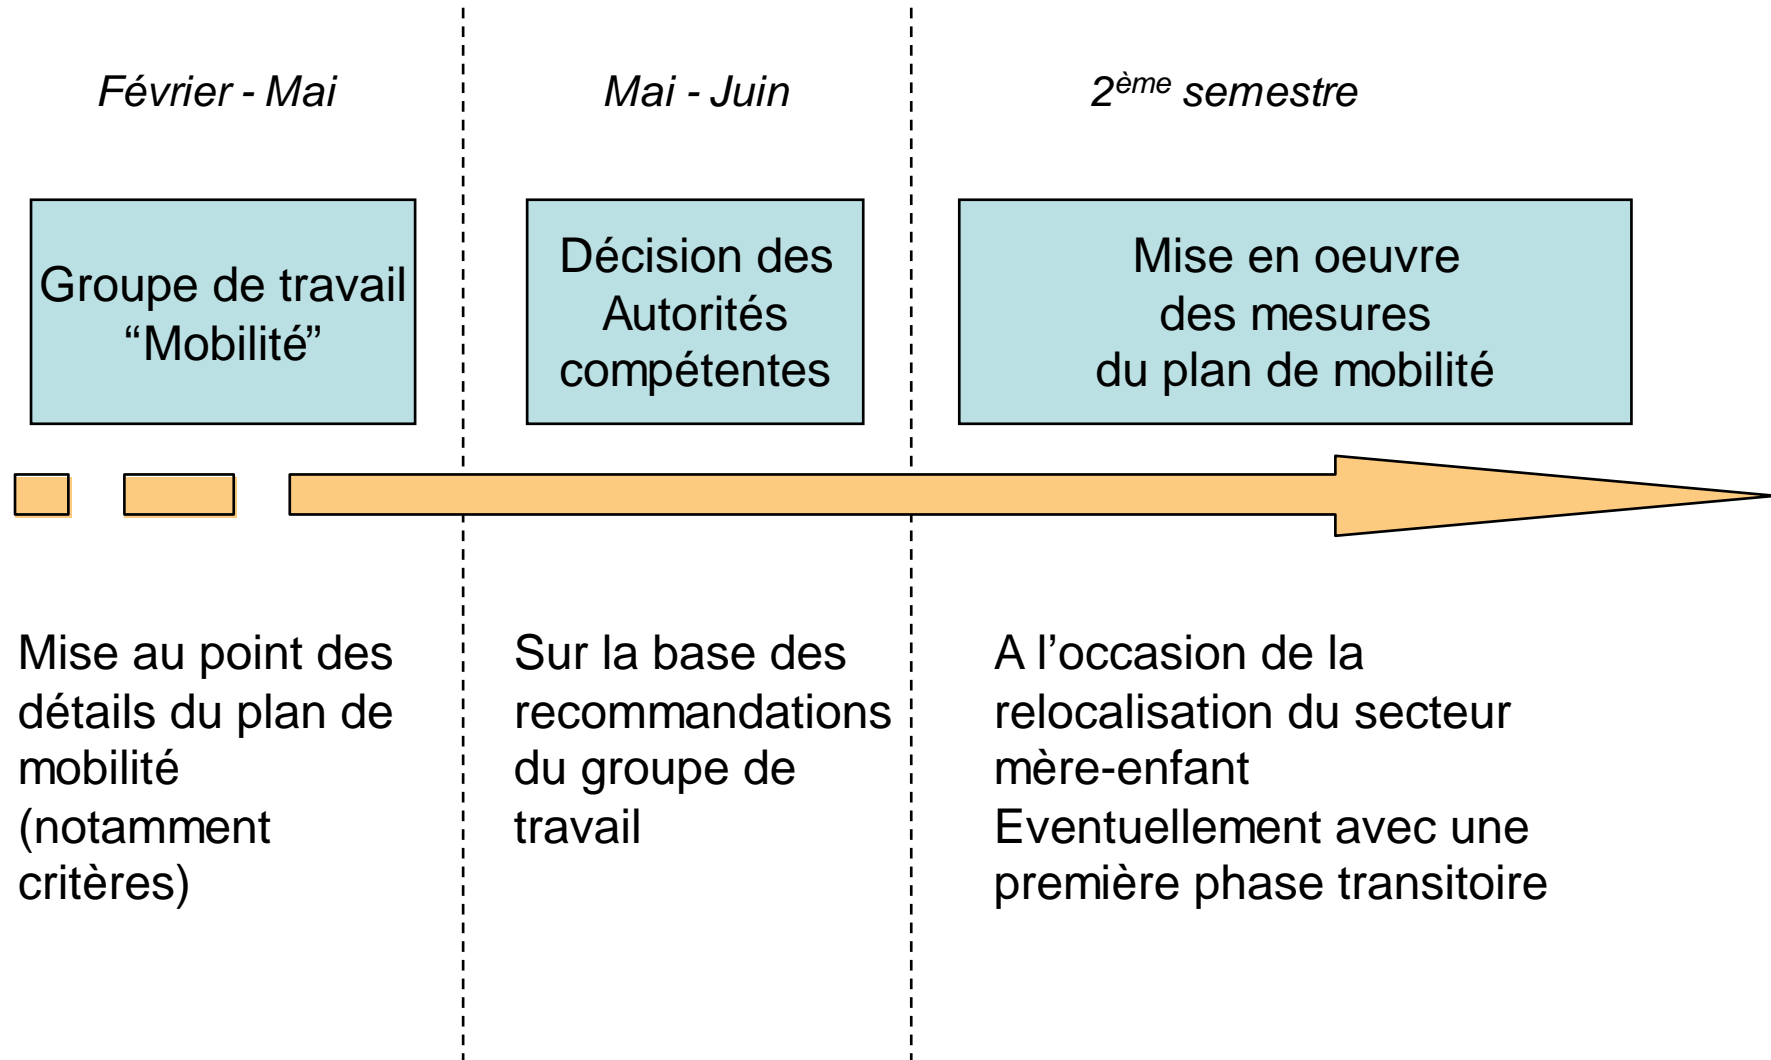 Février - Mai
Mai - Juin
2ème semestre
Groupe de travail
“Mobilité”
Décision des
Autorités
compétentes
Mise en oeuvre
des mesures
du plan de mobilité
Mise au point des
détails du plan de
mobilité
(notamment
critères)
Sur la base des
recommandations
du groupe de
travail
A l’occasion de la
relocalisation du secteur
mère-enfant
Eventuellement avec une
première phase transitoire